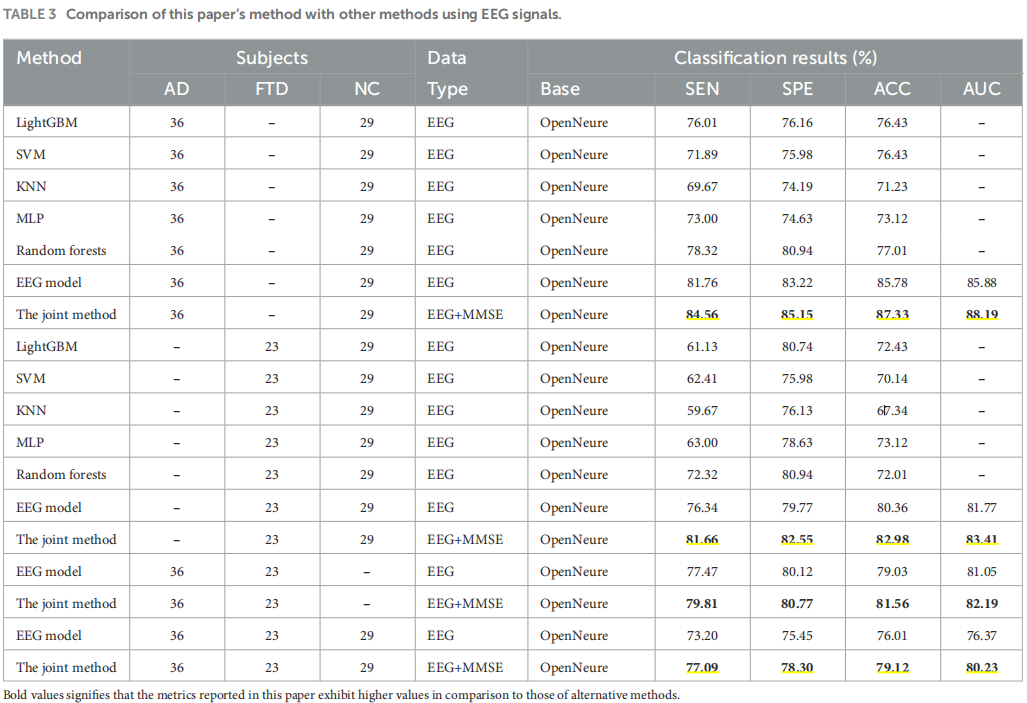 TABLE 3 Comparison of this paper's method with other methods using EEG signals.
Method Subjects Data Classification results (%)
AD FTD NC Type Base SEN SPE ACC AUC
LightGBM 36 – 29 EEG OpenNeure 76.01 76.16 76.43 –
SVM 36 – 29 EEG OpenNeure 71.89 75.98 76.43 –
KNN 36 – 29 EEG OpenNeure 69.67 74.19 71.23 –
MLP 36 – 29 EEG OpenNeure 73.00 74.63 73.12 –
Random forests 36 – 29 EEG OpenNeure 78.32 80.94 77.01 –
EEG model 36 – 29 EEG OpenNeure 81.76 83.22 85.78 85.88
The joint method 36 – 29 EEG+MMSE OpenNeure 84.56 85.15 87.33 88.19
LightGBM – 23 29 EEG OpenNeure 61.13 80.74 72.43 –
SVM – 23 29 EEG OpenNeure 62.41 75.98 70.14 –
KNN – 23 29 EEG OpenNeure 59.67 76.13 67.34 –
MLP – 23 29 EEG OpenNeure 63.00 78.63 73.12 –
Random forests – 23 29 EEG OpenNeure 72.32 80.94 72.01 –
EEG model – 23 29 EEG OpenNeure 76.34 79.77 80.36 81.77
The joint method – 23 29 EEG+MMSE OpenNeure 81.66 82.55 82.98 83.41
EEG model 36 23 – EEG OpenNeure 77.47 80.12 79.03 81.05
The joint method 36 23 – EEG+MMSE OpenNeure 79.81 80.77 81.56 82.19
EEG model 36 23 29 EEG OpenNeure 73.20 75.45 76.01 76.37
The joint method 36 23 29 EEG+MMSE OpenNeure 77.09 78.30 79.12 80.23
Bold values signifies that the metrics reported in this paper exhibit higher values in comparison to those of alternative methods.